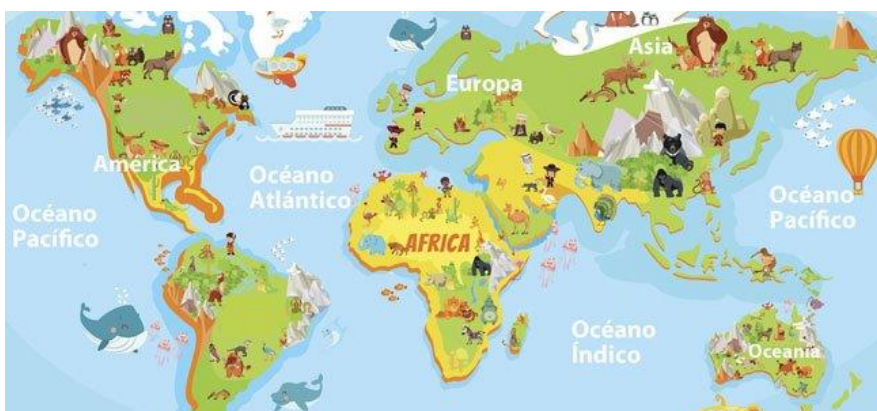 Asia
Europa
América
Océano
Atlántico
Océano
Pacífico
Océano
Pacífico
AFRICA
Océano
Índico
Oceanía